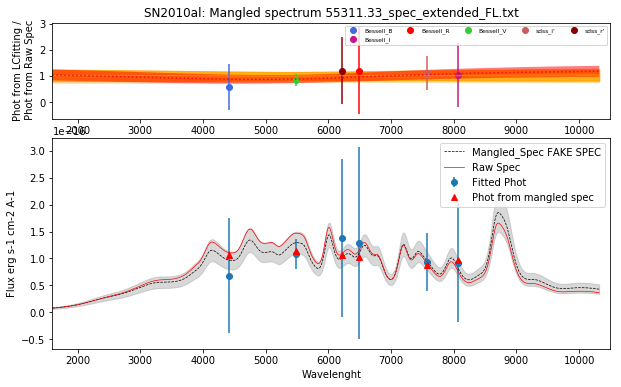 SN2010al: Mangled spectrum 55311.33_spec_extended_FL.txt
Phot from LCfitting /
Phot from Raw Spec
3
2
1
0
Bessell_B
Bessell_R
Bessell_V
sdss_i'
sdss_r'
Bessell_I
2000 3000 4000 5000 6000 7000 8000 9000 10000
1e-16
Flux erg s-1 cm-2 A-1
3.0
2.5
2.0
1.5
1.0
0.5
0.0
−0.5
Mangled_Spec FAKE SPEC
Raw Spec
Fitted Phot
Phot from mangled spec
2000 3000 4000 5000 6000 7000 8000 9000 10000
Wavelenght